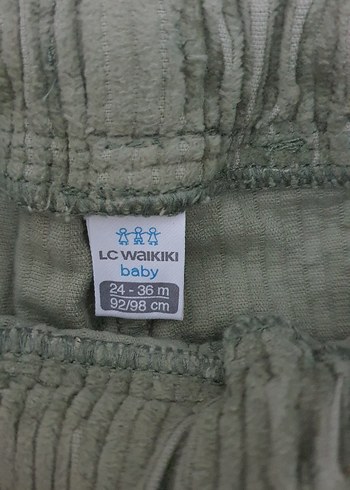 LC WAIKIKI
baby
24 - 36 m
92/98 cm